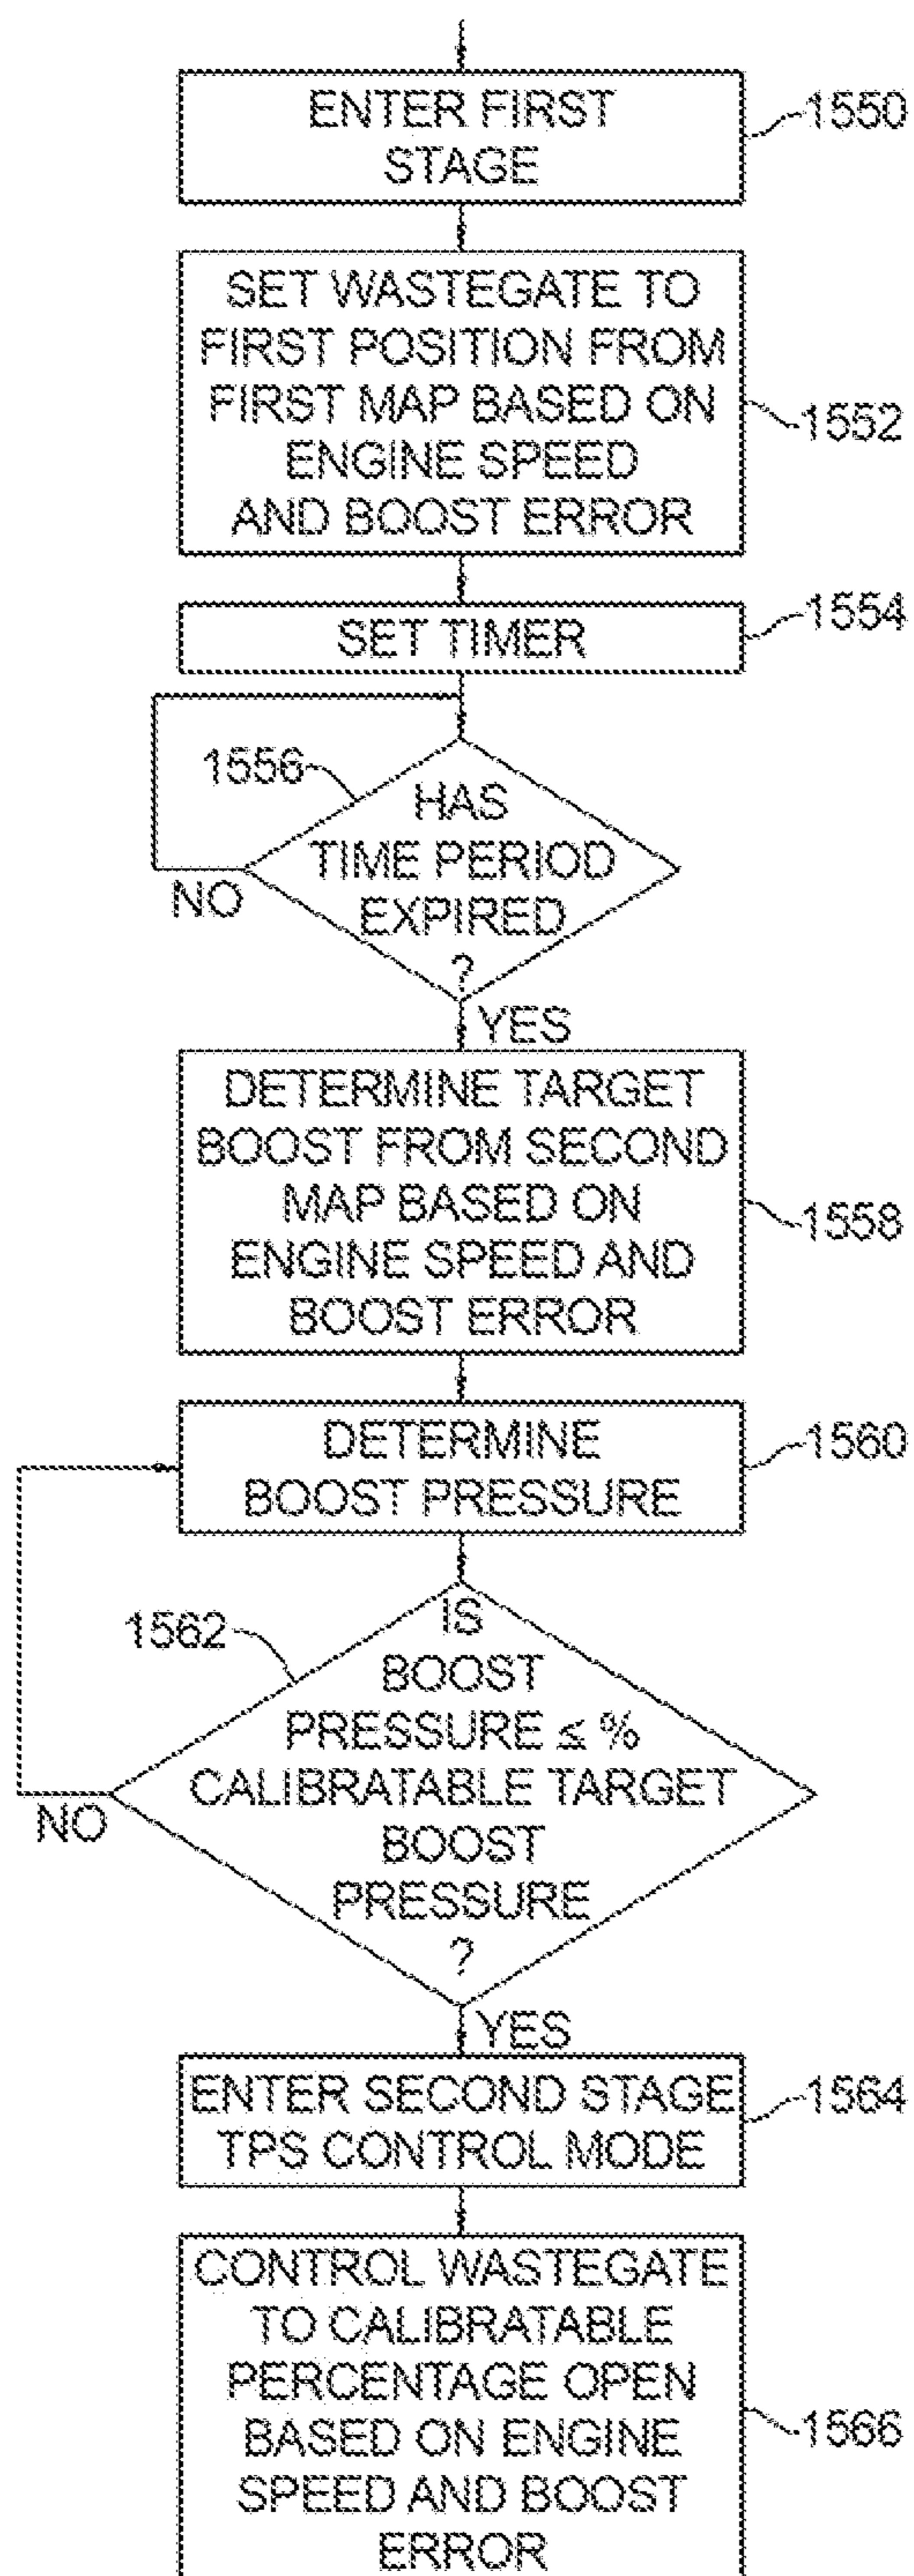 ENTER FIRST
STAGE
1550
SET WASTEGATE TO
FIRST POSITION FROM
FIRST MAP BASED ON
ENGINE SPEED
AND BOOST ERROR
1552
SET TIMER
1554
1556
HAS
TIME PERIOD
EXPIRED
?
NO
YES
DETERMINE TARGET
BOOST FROM SECOND
MAP BASED ON
ENGINE SPEED AND
BOOST ERROR
1558
DETERMINE
BOOST PRESSURE
1560
1562
IS
BOOST
PRESSURE ≤ %
CALIBRATABLE TARGET
BOOST
PRESSURE
?
NO
YES
ENTER SECOND STAGE
TPS CONTROL MODE
1564
CONTROL WASTEGATE
TO CALIBRATABLE
PERCENTAGE OPEN
BASED ON ENGINE
SPEED AND BOOST
ERROR
1566